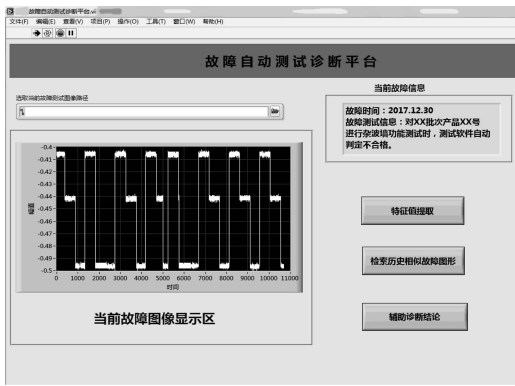 故障自动测试诊断平台.vi
文件(F) 编辑(E) 查看(V) 项目(P) 操作(O) 工具(T) 窗口(W) 帮助(H)
故障自动测试诊断平台
选取当前故障测试图像路径
当前故障信息
故障时间：2017.12.30
故障测试信息：对XX批次产品XX号
进行杂波墙功能测试时，测试软件自动
判定不合格。
-0.4
-0.41
-0.42
-0.43
-0.44
-0.45
-0.46
-0.47
-0.48
-0.49
-0.5
幅值
0 1000 2000 3000 4000 5000 6000 7000 8000 9000 10000 11000
时间
当前故障图像显示区
特征值提取
检索历史相似故障图形
辅助诊断结论